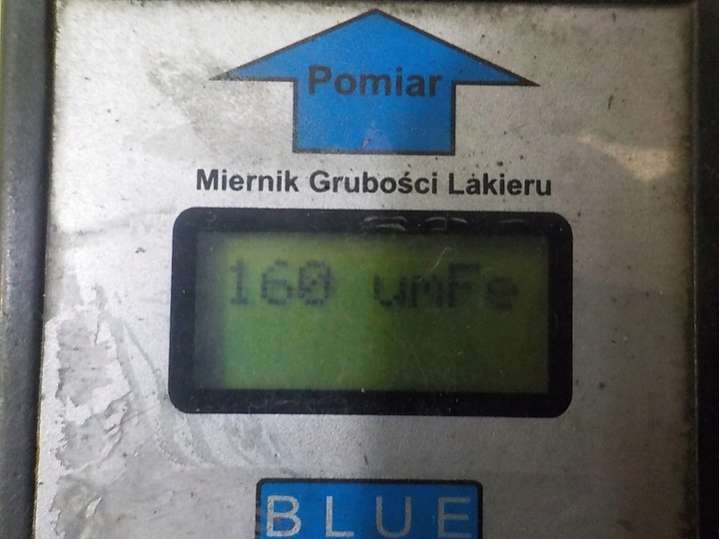 Pomiar
Miernik Grubości Lakieru
160 umFe
BLUE